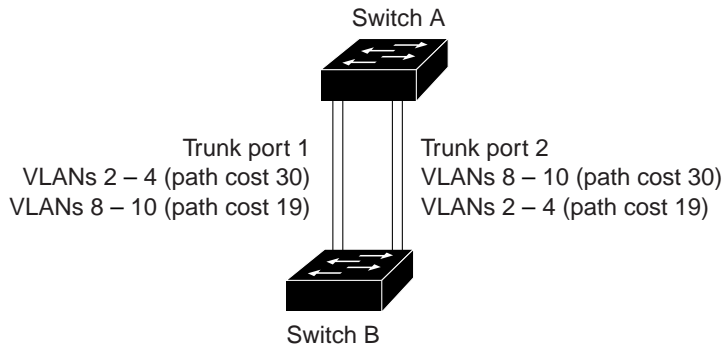 Switch A
Trunk port 1
VLANs 2 – 4 (path cost 30)
VLANs 8 – 10 (path cost 19)
Trunk port 2
VLANs 8 – 10 (path cost 30)
VLANs 2 – 4 (path cost 19)
Switch B